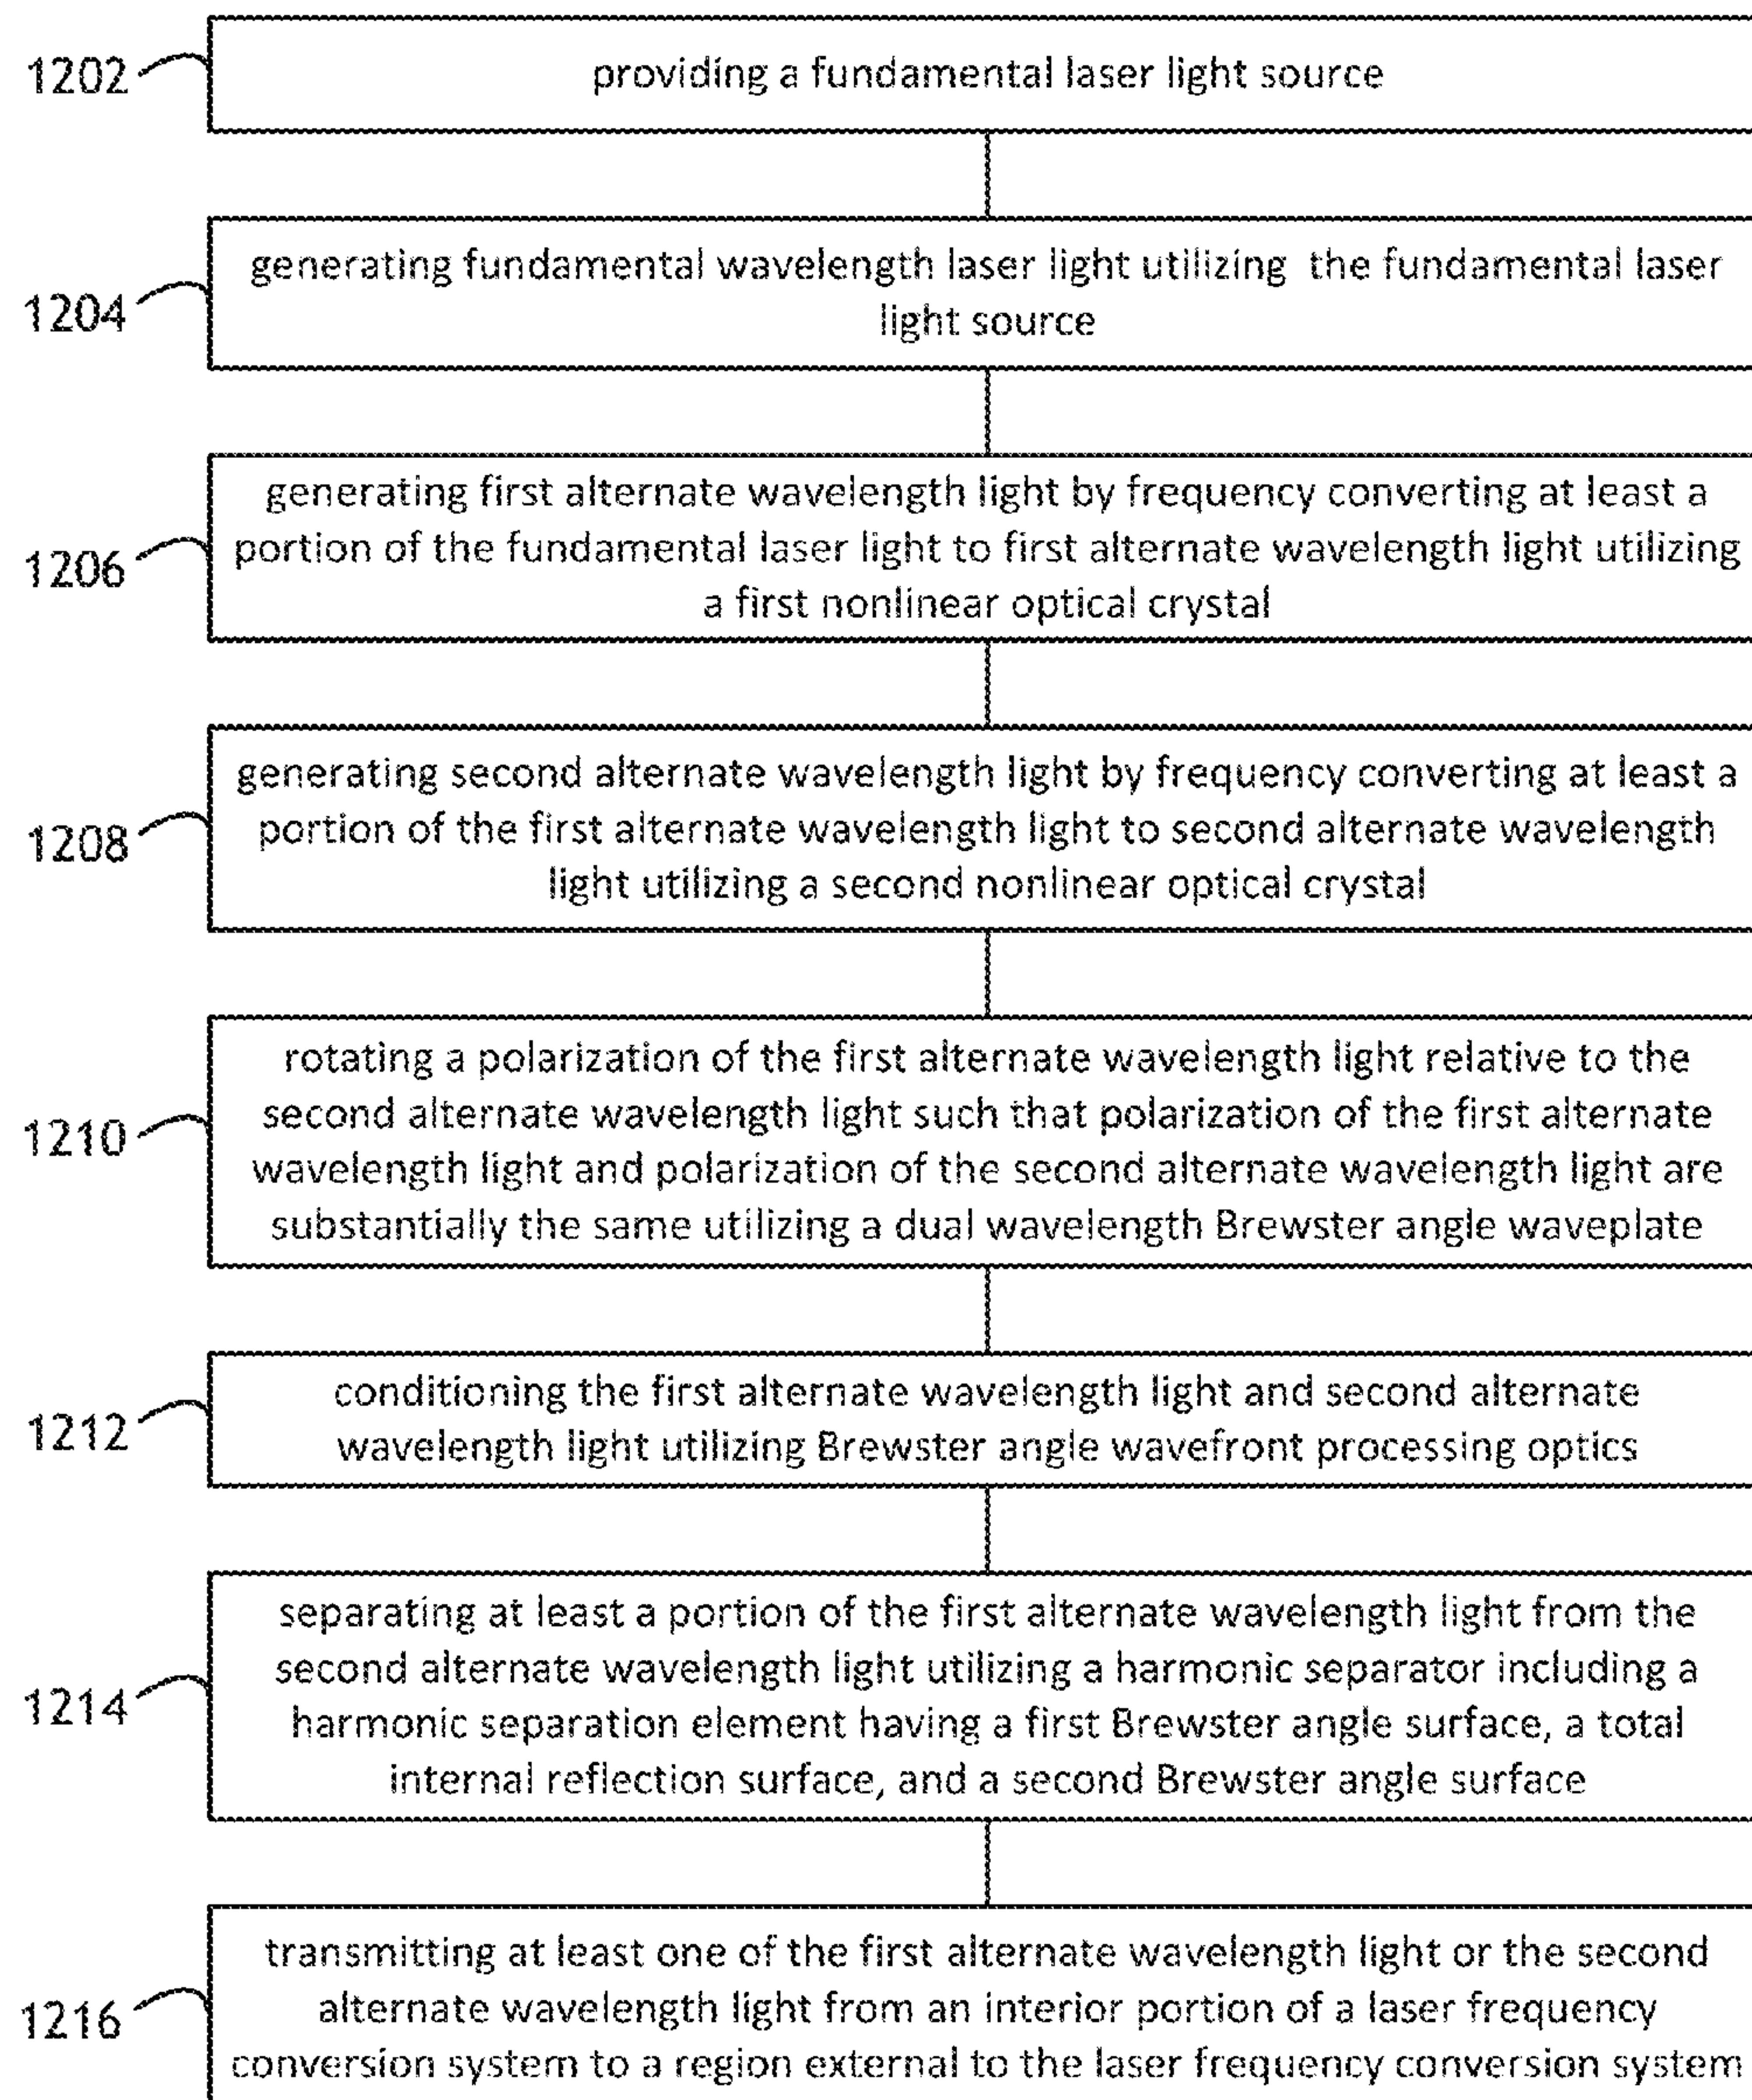 1202
providing a fundamental laser light source
1204
generating fundamental wavelength laser light utilizing the fundamental laser
light source
1206
generating first alternate wavelength light by frequency converting at least a
portion of the fundamental laser light to first alternate wavelength light utilizing
a first nonlinear optical crystal
1208
generating second alternate wavelength light by frequency converting at least a
portion of the first alternate wavelength light to second alternate wavelength
light utilizing a second nonlinear optical crystal
1210
rotating a polarization of the first alternate wavelength light relative to the
second alternate wavelength light such that polarization of the first alternate
wavelength light and polarization of the second alternate wavelength light are
substantially the same utilizing a dual wavelength Brewster angle waveplate
1212
conditioning the first alternate wavelength light and second alternate
wavelength light utilizing Brewster angle wavefront processing optics
1214
separating at least a portion of the first alternate wavelength light from the
second alternate wavelength light utilizing a harmonic separator including a
harmonic separation element having a first Brewster angle surface, a total
internal reflection surface, and a second Brewster angle surface
1216
transmitting at least one of the first alternate wavelength light or the second
alternate wavelength light from an interior portion of a laser frequency
conversion system to a region external to the laser frequency conversion system